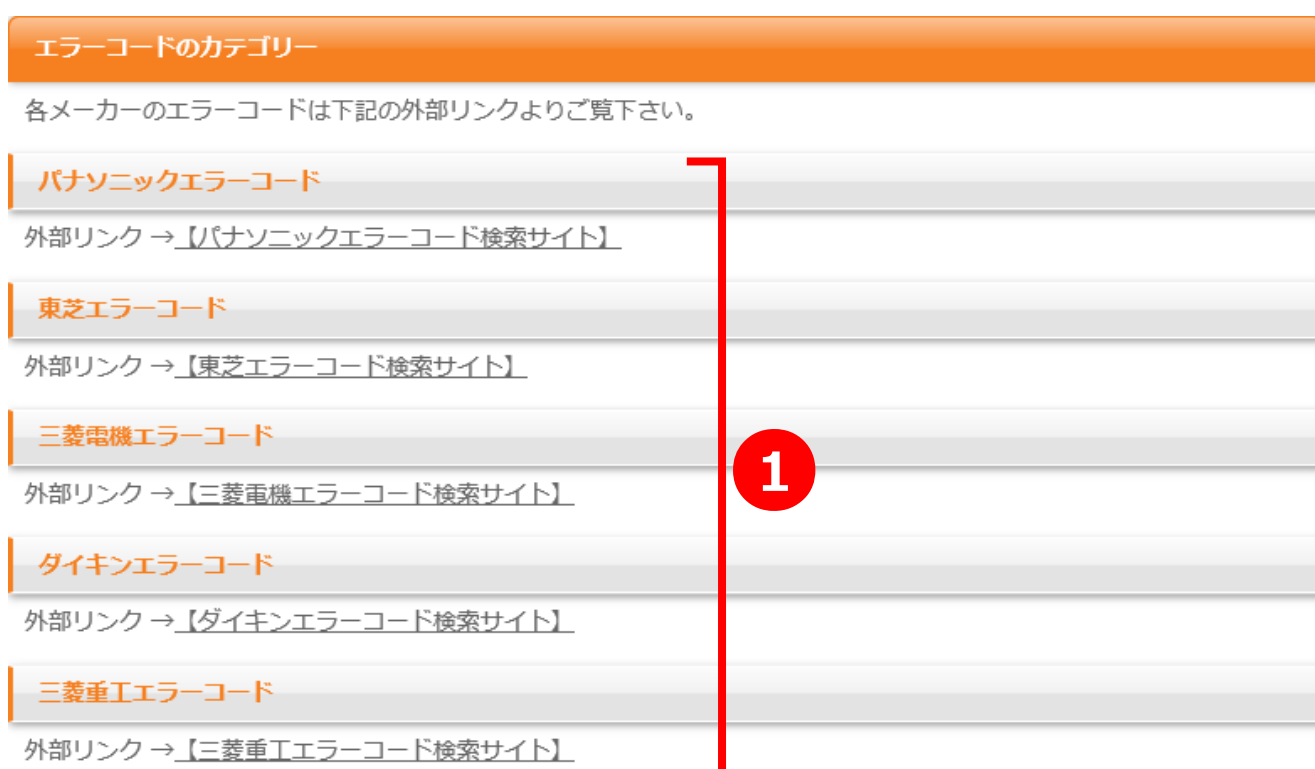 エラーコードのカテゴリー
各メーカーのエラーコードは下記の外部リンクよりご覧下さい。
パナソニックエラーコード
外部リンク →【パナソニックエラーコード検索サイト】
東芝エラーコード
外部リンク →【東芝エラーコード検索サイト】
三菱電機エラーコード
1
外部リンク →【三菱電機エラーコード検索サイト】
ダイキンエラーコード
外部リンク →【ダイキンエラーコード検索サイト】
三菱重工エラーコード
外部リンク →【三菱重工エラーコード検索サイト】